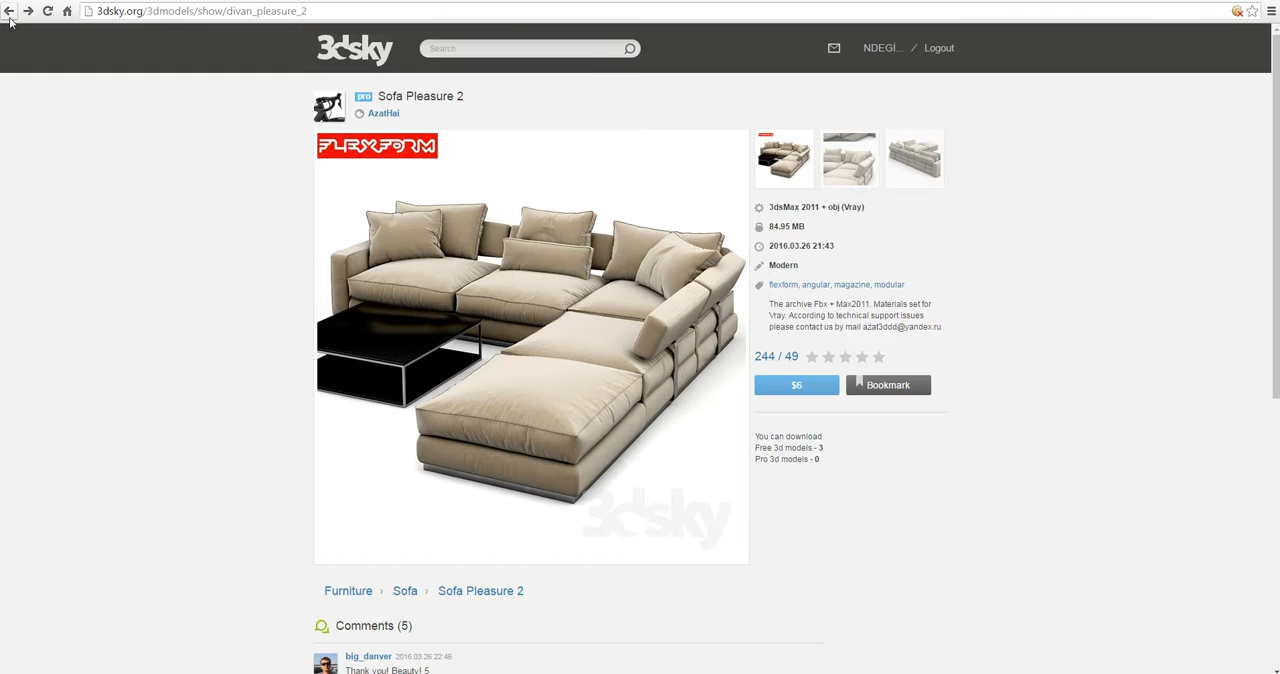 3dsky.org/3dmodels/show/divan_pleasure_2
3dsky
Search
NDEGİ... / Logout
pro Sofa Pleasure 2
AzatHai
FLEXFORM
3dsMax 2011 + obj (Vray)
84.95 MB
2016.03.26 21:43
Modern
flexform, angular, magazine, modular
The archive Fbx + Max2011. Materials set for
Vray. According to technical support issues
please contact us by mail azat3ddd@yandex.ru
244 / 49
$6
Bookmark
You can download
Free 3d models - 3
Pro 3d models - 0
3dsky
Furniture › Sofa › Sofa Pleasure 2
Comments (5)
big_danver 2016.03.26 22:46
Thank you! Beauty! 5